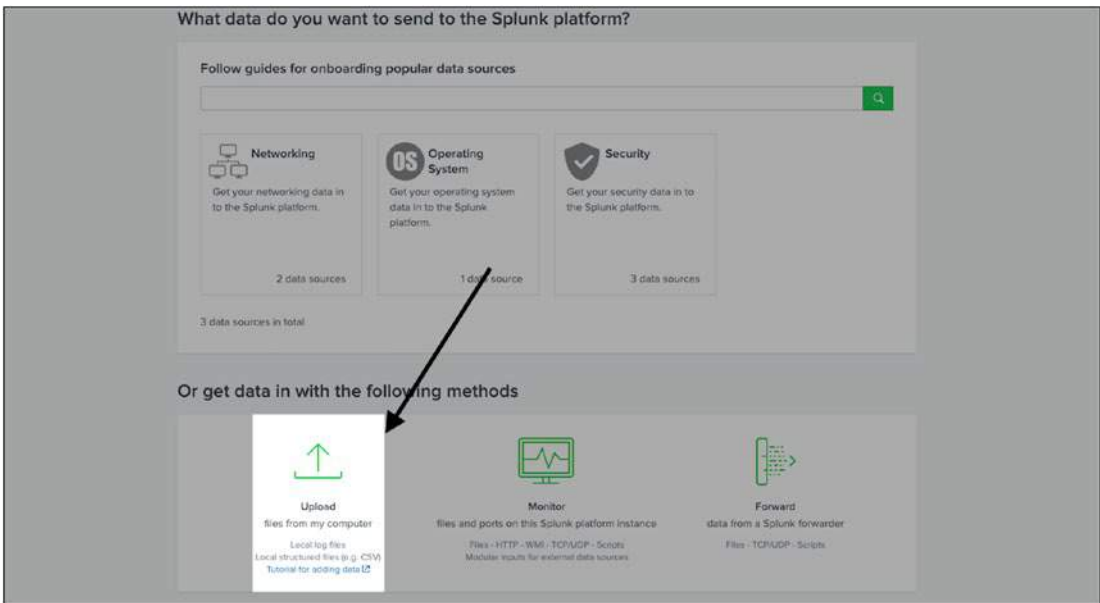 What data do you want to send to the Splunk platform?
Follow guides for onboarding popular data sources
Networking
Get your networking data in
to the Splunk platform.
2 data sources
OS
Operating
System
Get your operating system
data in to the Splunk
platform.
1 data source
Security
Get your security data in to
the Splunk platform.
3 data sources
3 data sources in total
Or get data in with the following methods
Upload
files from my computer
Local log files
Local structured files (e.g. CSV)
Tutorial for adding data
Monitor
files and ports on this Splunk platform instance
Files - HTTP - WMI - TCP/UDP - Scripts
Modular inputs for external data sources
Forward
data from a Splunk forwarder
Files - TCP/UDP - Scripts